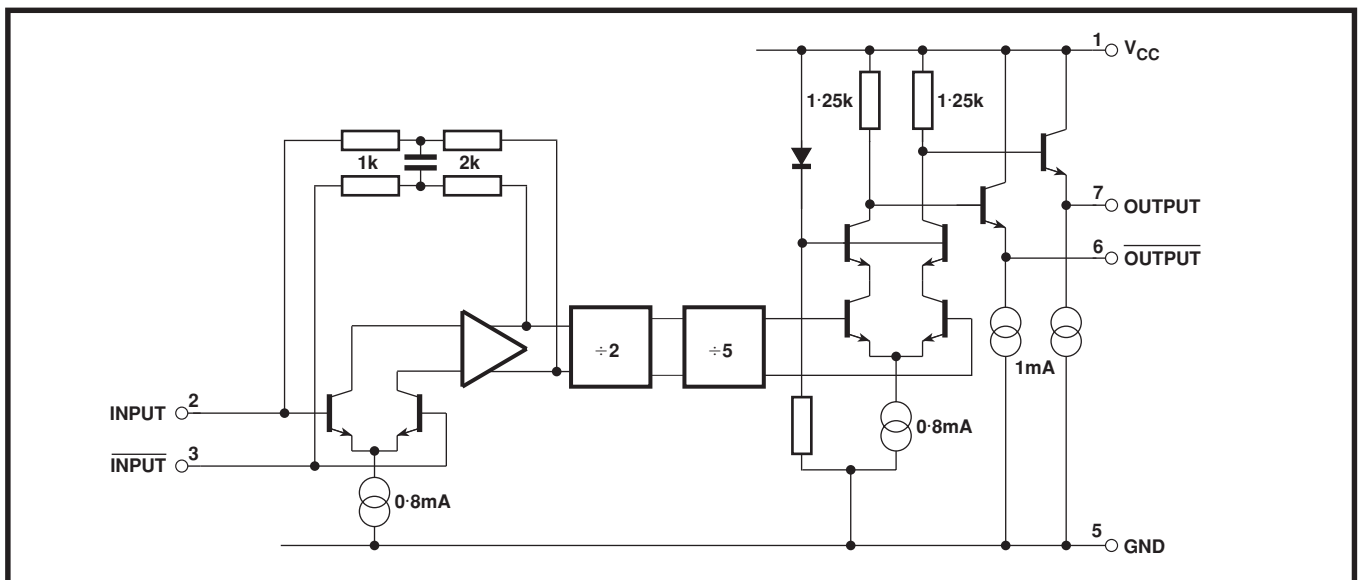 1
VCC
1·25k
1·25k
1k
2k
7
OUTPUT
6
OUTPUT
÷2
÷5
1mA
INPUT
2
0·8mA
INPUT
3
0·8mA
5
GND